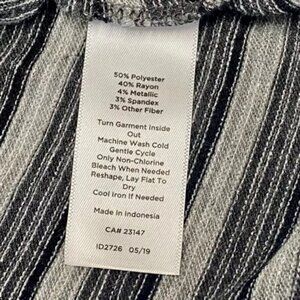 50% Polyester
40% Rayon
4% Metallic
3% Spandex
3% Other Fiber
Turn Garment Inside
Out
Machine Wash Cold
Gentle Cycle
Only Non-Chlorine
Bleach When Needed
Reshape, Lay Flat To
Dry
Cool Iron If Needed
Made In Indonesia
CA# 23147
ID2726 05/19